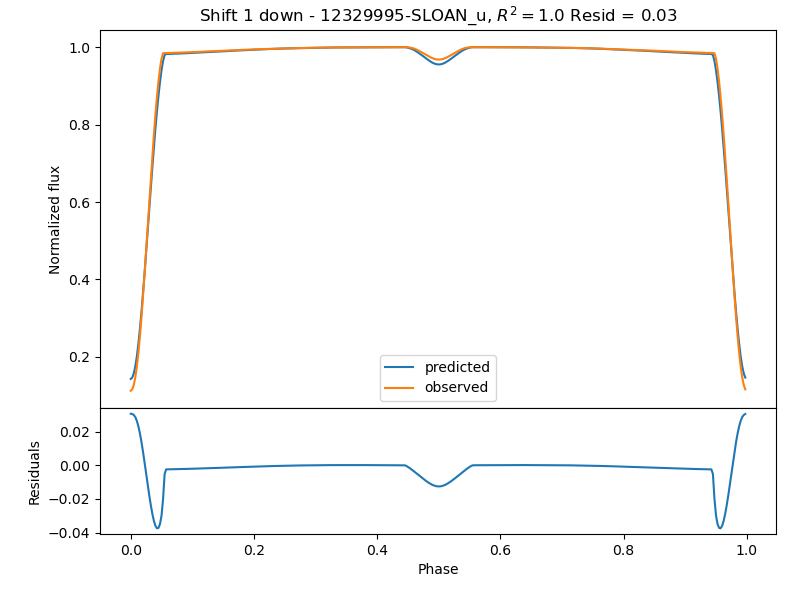 Shift 1 down - 12329995-SLOAN_u, R² = 1.0 Resid = 0.03
Normalized flux
1.0
0.8
0.6
0.4
0.2
predicted
observed
Residuals
0.02
0.00
−0.02
−0.04
0.0 0.2 0.4 0.6 0.8 1.0
Phase